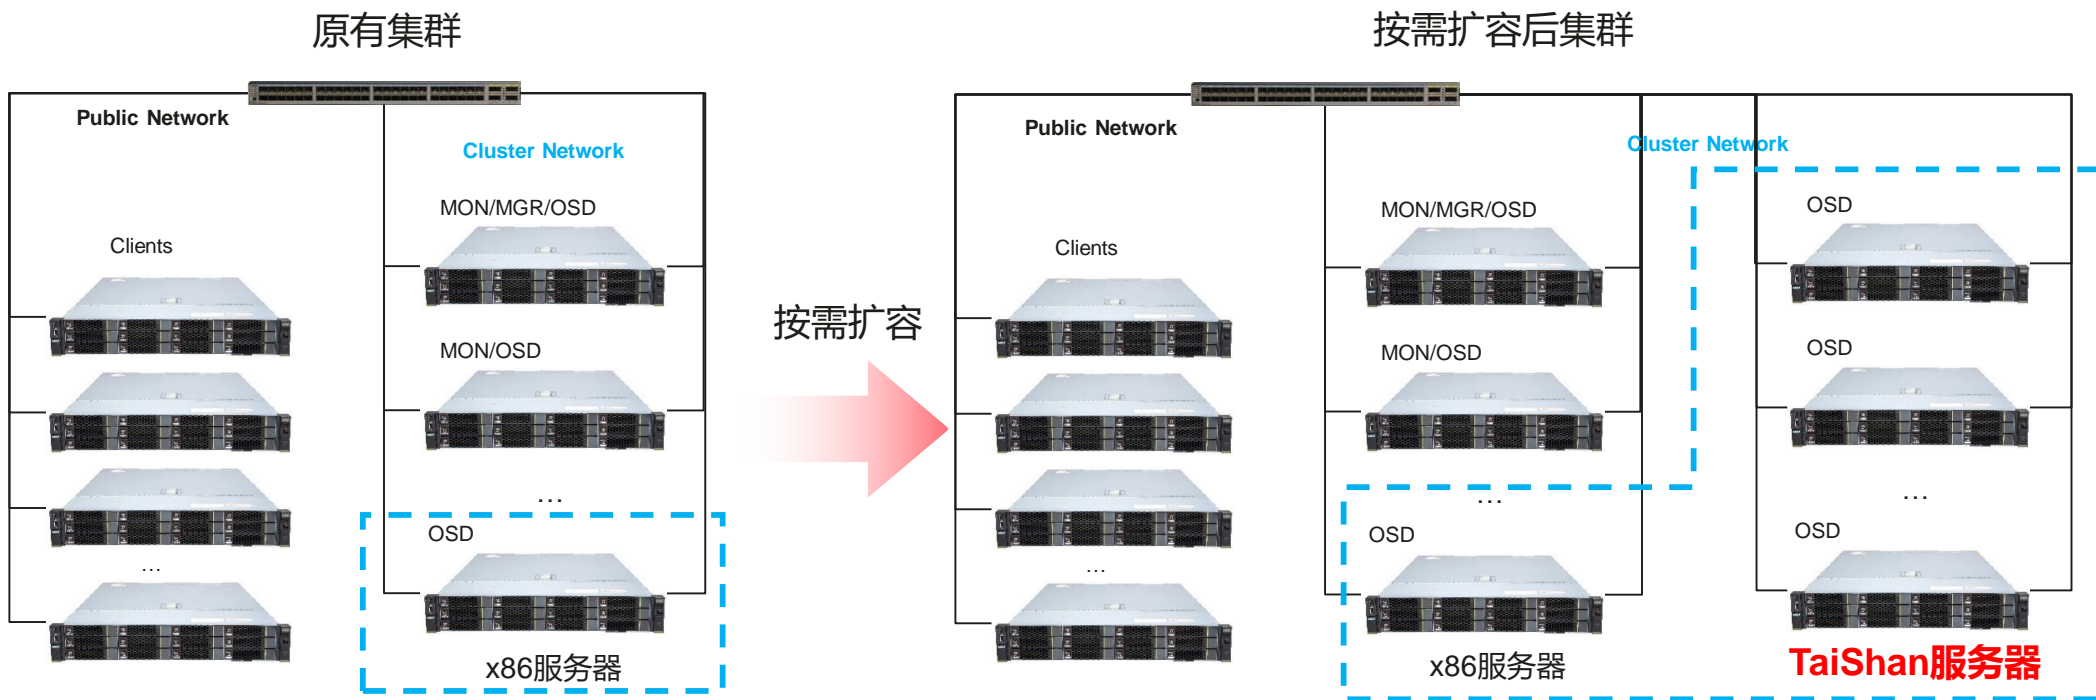 原有集群
Public Network
Cluster Network
MON/MGR/OSD
Clients
MON/OSD
…
OSD
…
x86服务器
按需扩容
按需扩容后集群
Public Network
Cluster Network
MON/MGR/OSD
OSD
Clients
MON/OSD
OSD
…
…
OSD
OSD
…
x86服务器
TaiShan服务器